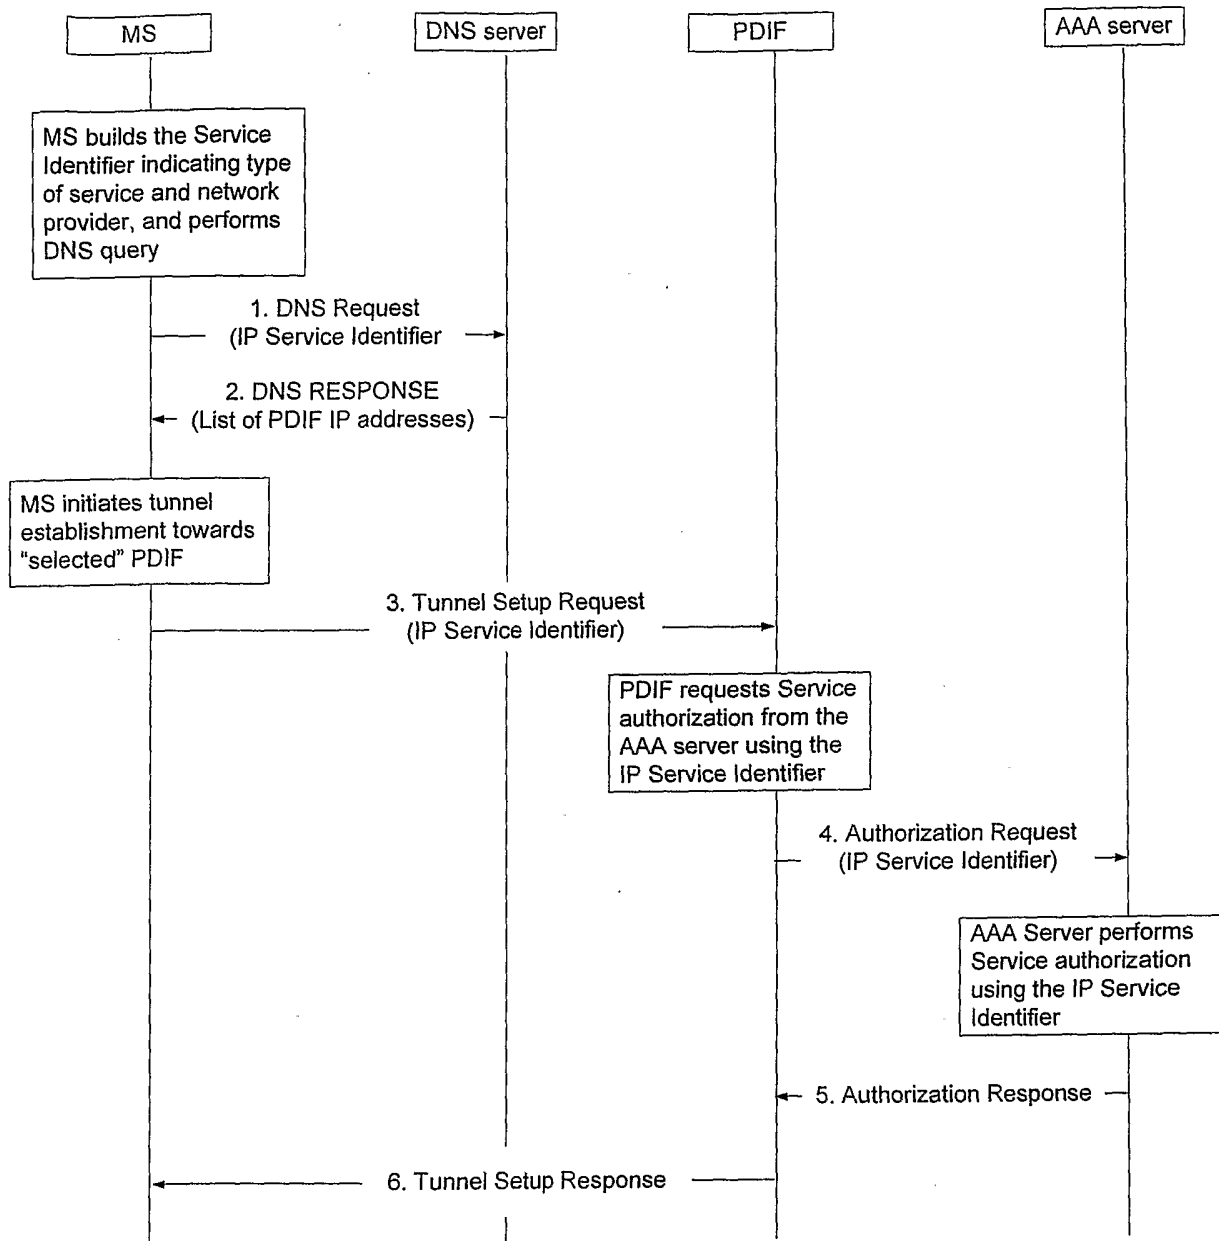 MS
DNS server
PDIF
AAA server
MS builds the Service
Identifier indicating type
of service and network
provider, and performs
DNS query
1. DNS Request
(IP Service Identifier
2. DNS RESPONSE
(List of PDIF IP addresses)
MS initiates tunnel
establishment towards
"selected" PDIF
3. Tunnel Setup Request
(IP Service Identifier)
PDIF requests Service
authorization from the
AAA server using the
IP Service Identifier
4. Authorization Request
(IP Service Identifier)
AAA Server performs
Service authorization
using the IP Service
Identifier
5. Authorization Response
6. Tunnel Setup Response